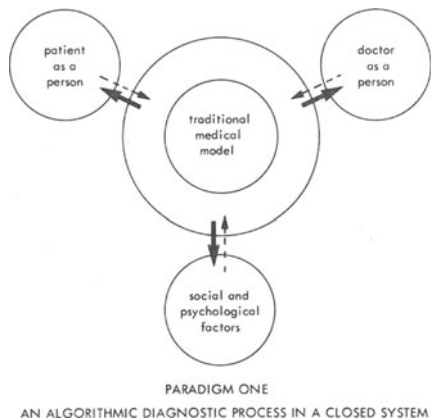 patient
as a
person
doctor
as a
person
traditional
medical
model
social and
psychological
factors
PARADIGM ONE
AN ALGORITHMIC DIAGNOSTIC PROCESS IN A CLOSED SYSTEM